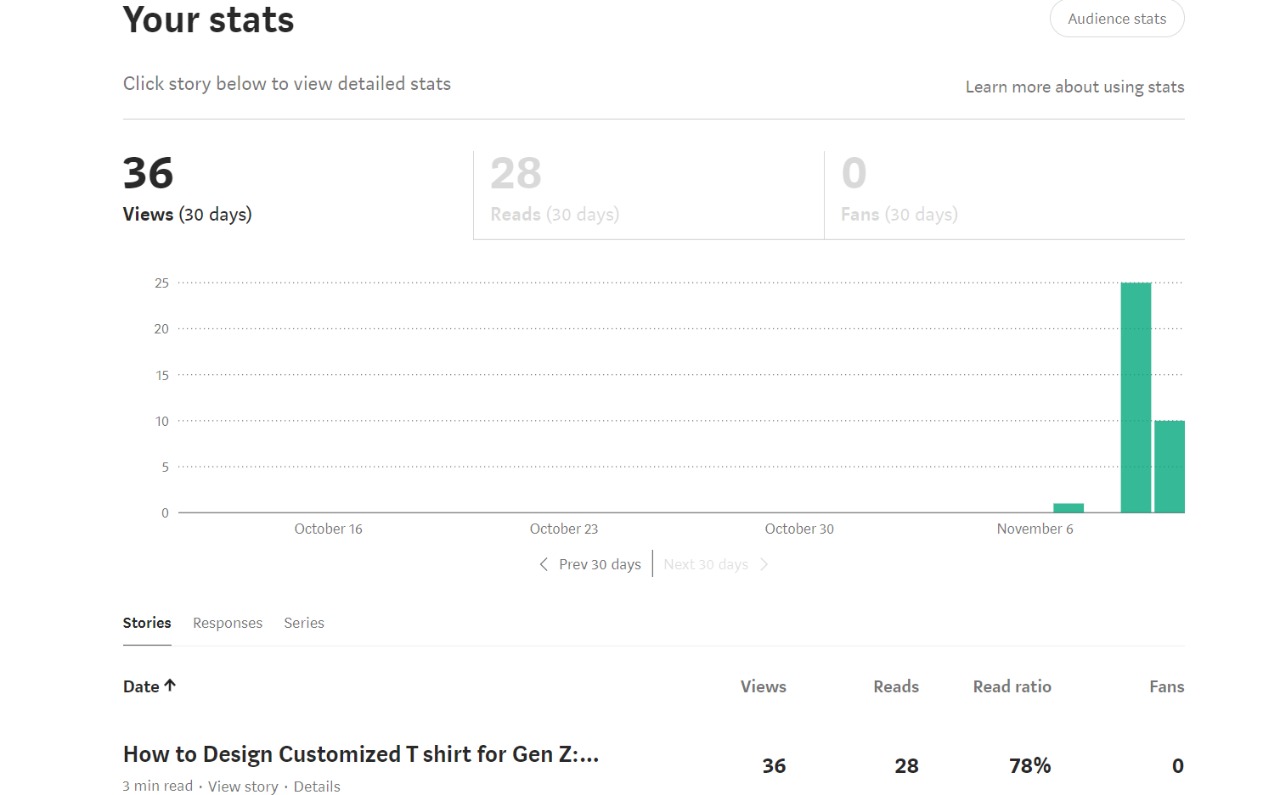 Your stats
Audience stats
Click story below to view detailed stats
Learn more about using stats
36
Views (30 days)
28
Reads (30 days)
0
Fans (30 days)
25
20
15
10
5
0
October 16
October 23
October 30
November 6
Prev 30 days
Next 30 days
Stories
Responses
Series
Date ↑
Views
Reads
Read ratio
Fans
How to Design Customized T shirt for Gen Z:...
36
28
78%
0
3 min read · View story · Details